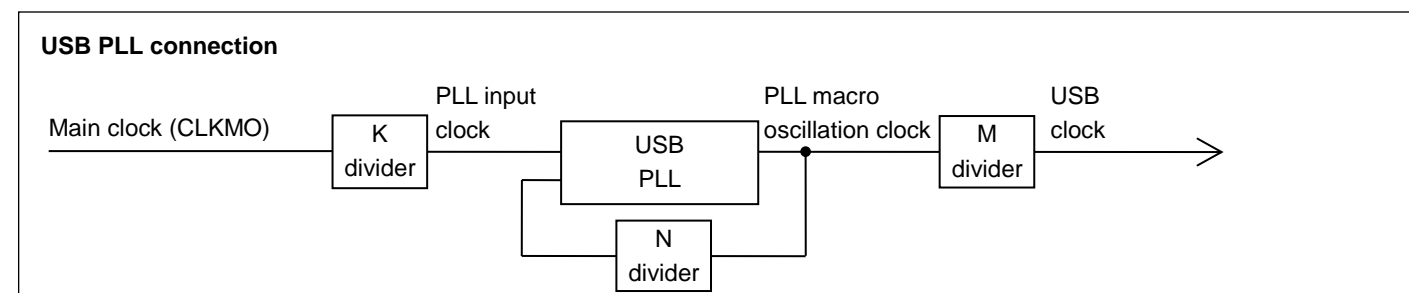 USB PLL connection
Main clock (CLKMO)
K
divider
PLL input
clock
USB
PLL
N
divider
PLL macro
oscillation clock
M
divider
USB
clock